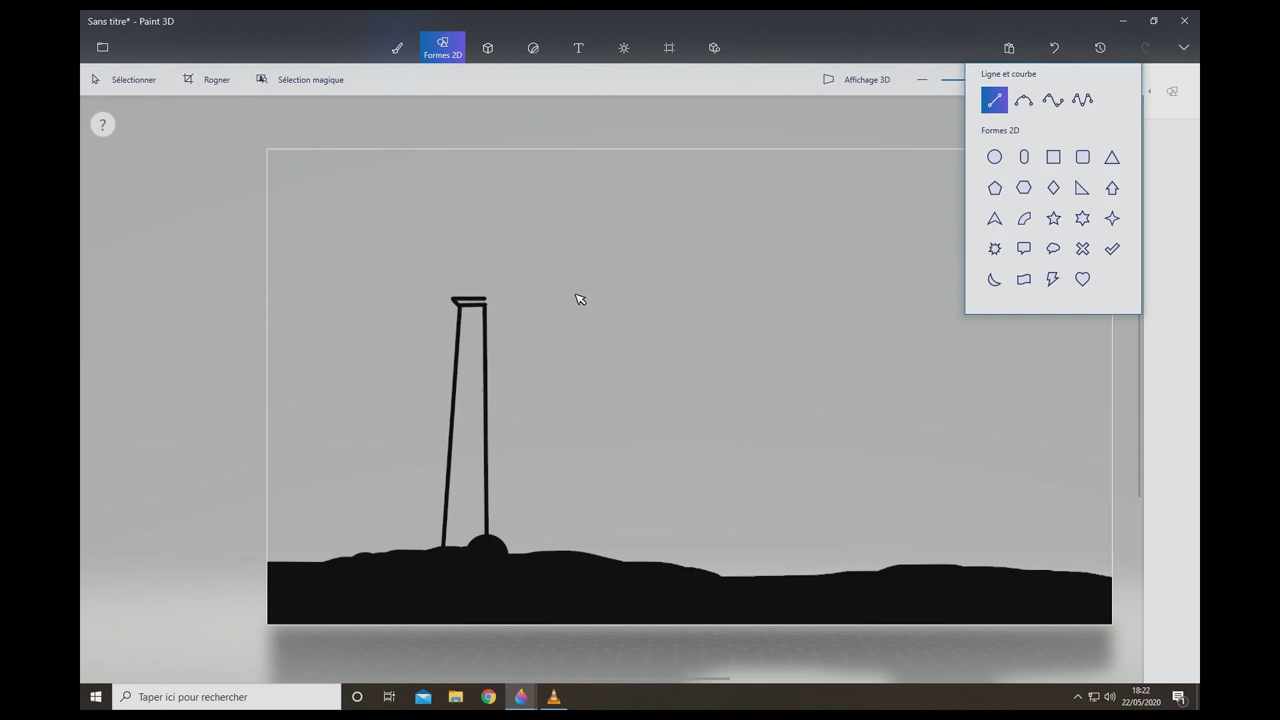 Sans titre* - Paint 3D
Formes 2D
Sélectionner
Rogner
Sélection magique
Affichage 3D
Ligne et courbe
Formes 2D
?
Taper ici pour rechercher
18:22
22/05/2020
1